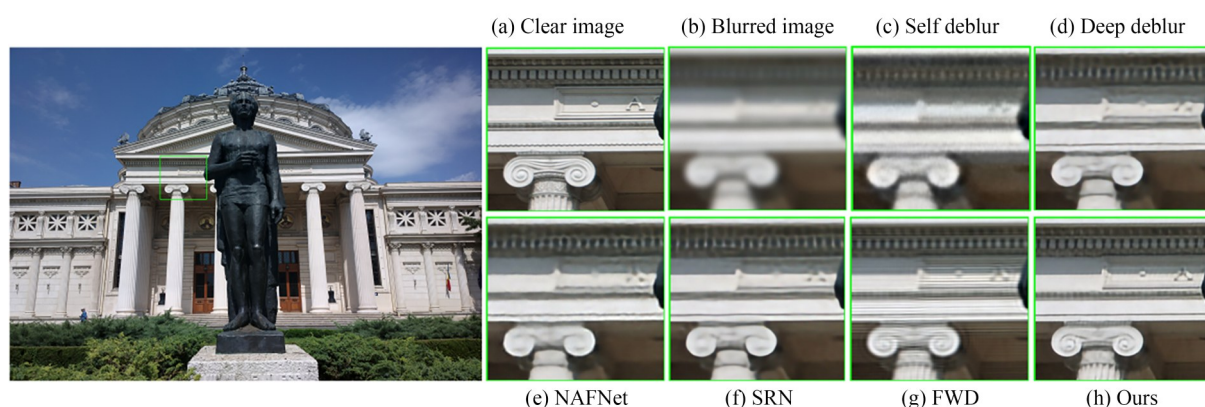 (a) Clear image (b) Blurred image (c) Self deblur (d) Deep deblur
(e) NAFNet (f) SRN (g) FWD (h) Ours